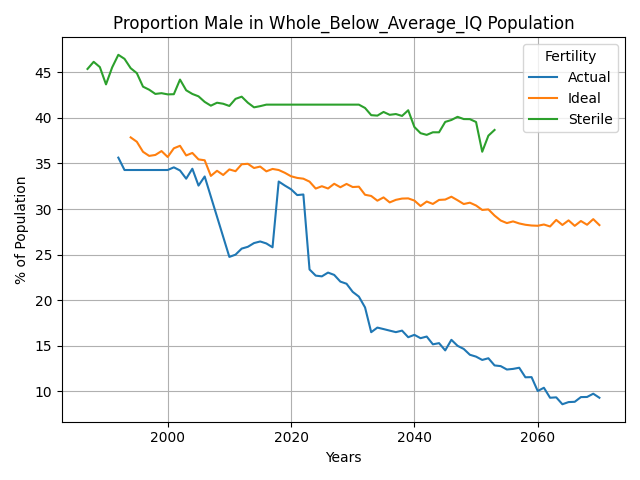 Proportion Male in Whole_Below_Average_IQ Population
Fertility
Actual
Ideal
Sterile
% of Population
45
40
35
30
25
20
15
10
2000 2020 2040 2060
Years